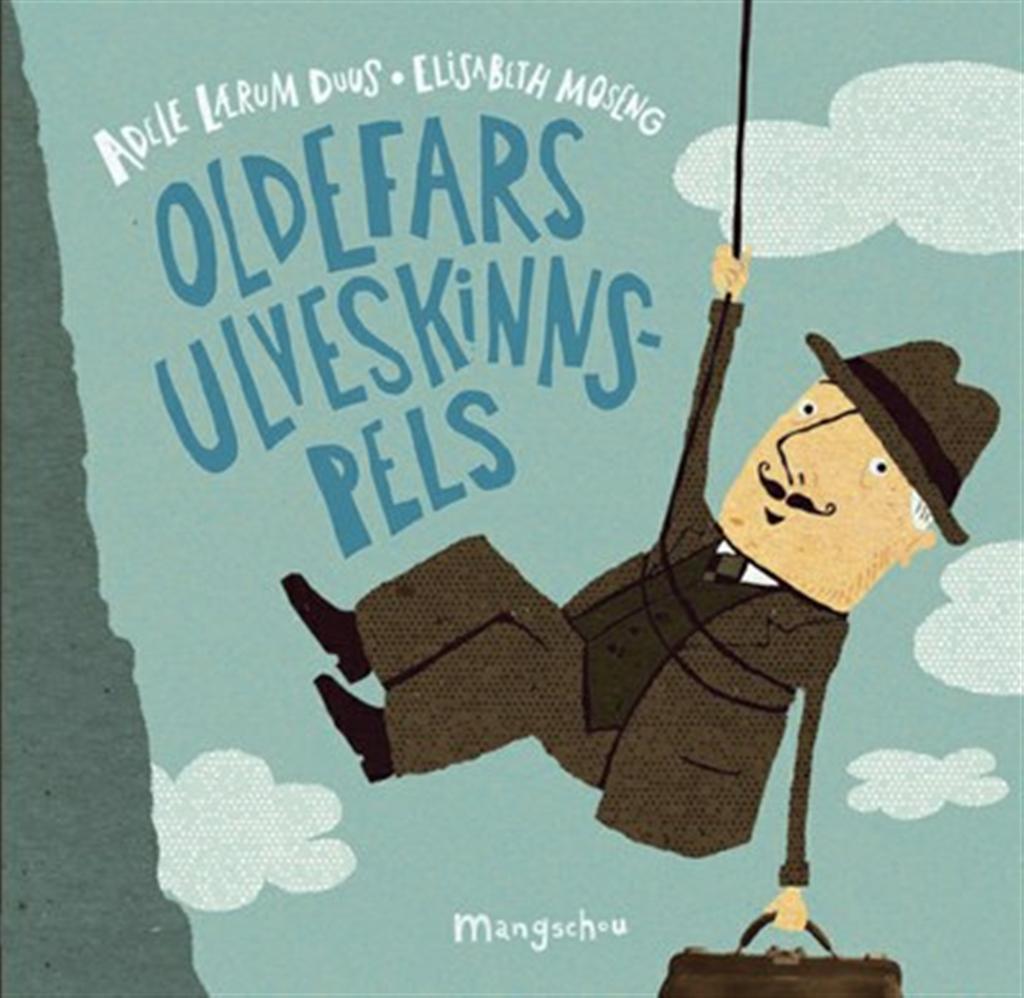 ADELE LÆRUM DUUS • ELISABETH MOSENG
OLDEFARS
ULVESKINNS-
PELS
mangschou